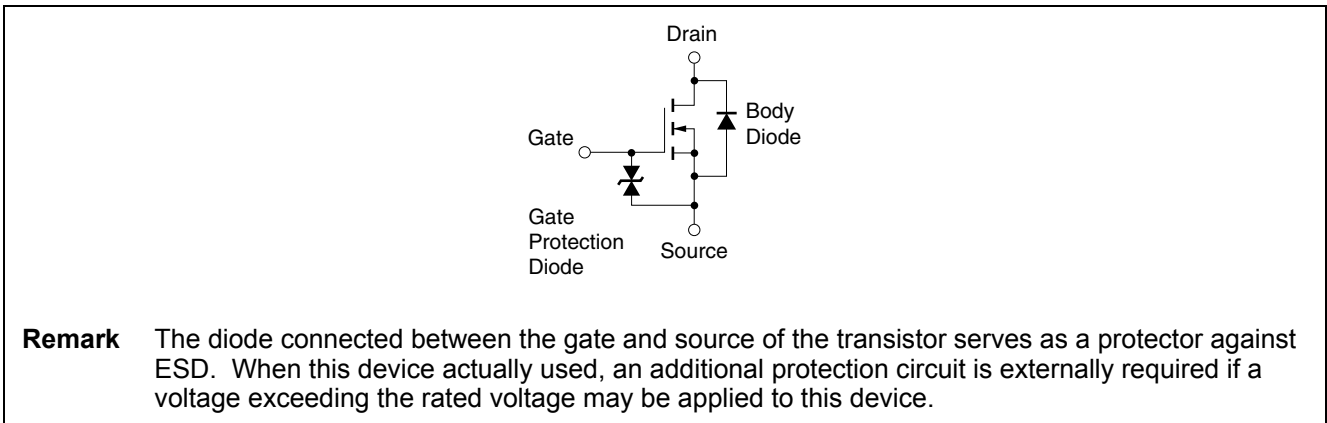 Drain
Body
Diode
Gate
Gate
Protection
Diode
Source
Remark The diode connected between the gate and source of the transistor serves as a protector against
ESD. When this device actually used, an additional protection circuit is externally required if a
voltage exceeding the rated voltage may be applied to this device.